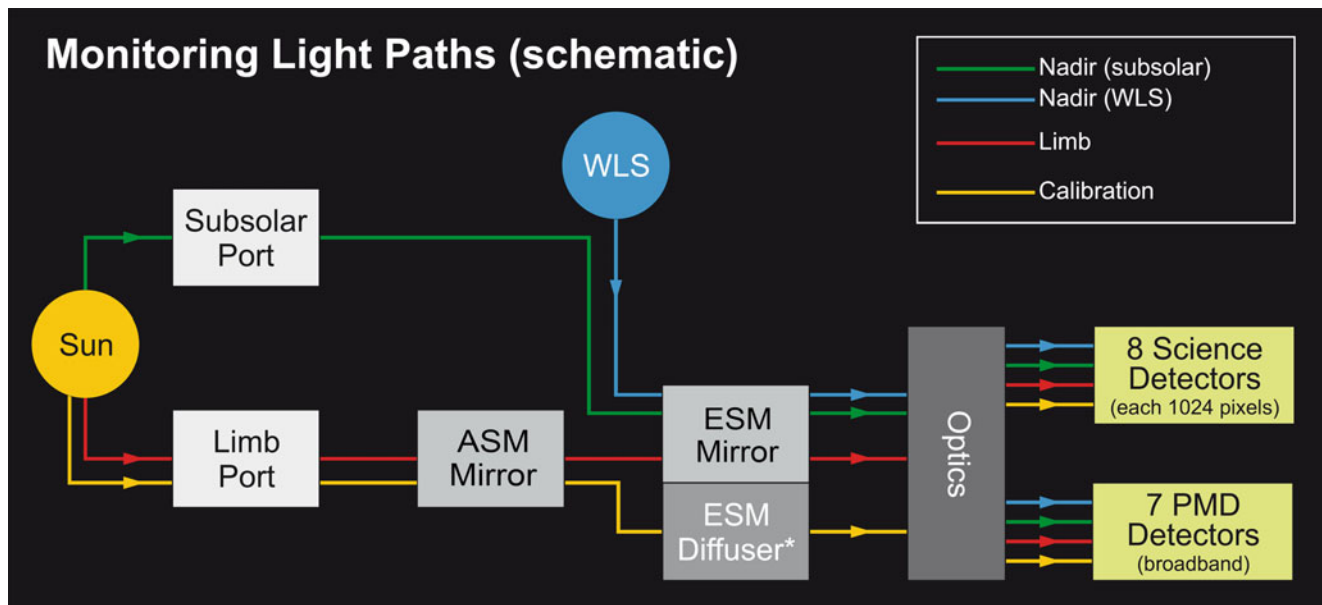 Monitoring Light Paths (schematic)
Nadir (subsolar)
Nadir (WLS)
Limb
Calibration
WLS
Subsolar
Port
Sun
Limb
Port
ASM
Mirror
ESM
Mirror
ESM
Diffuser*
Optics
8 Science
Detectors
(each 1024 pixels)
7 PMD
Detectors
(broadband)